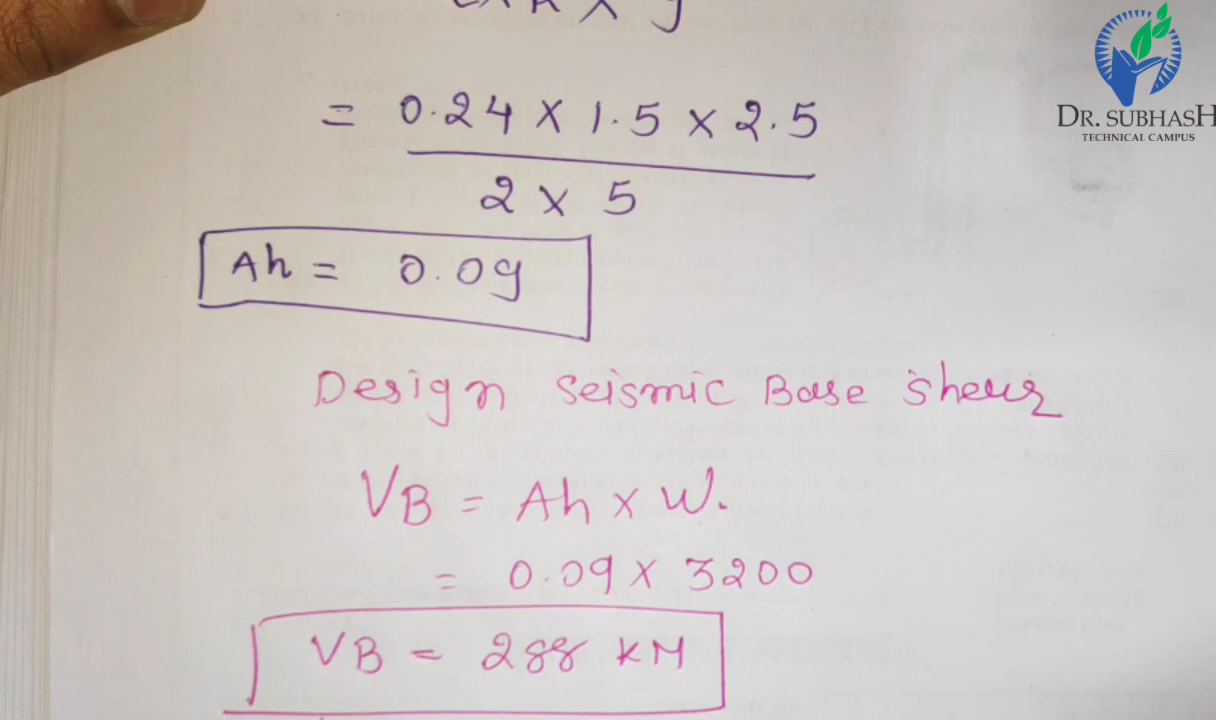 = 0.24 x 1.5 x 2.5
2 x 5
Ah = 0.09
Design Seismic Base Shear
VB = Ah x W.
= 0.09 x 3200
VB = 288 KM
DR. SUBHASH
TECHNICAL CAMPUS